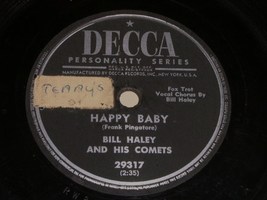 DECCA
PERSONALITY SERIES
MANUFACTURED BY DECCA RECORDS, INC., NEW YORK, U.S.A.
TERRY'S
Fox Trot
Vocal Chorus By
Bill Haley
HAPPY BABY
(Frank Pingatore)
BILL HALEY
AND HIS COMETS
29317
(2:35)